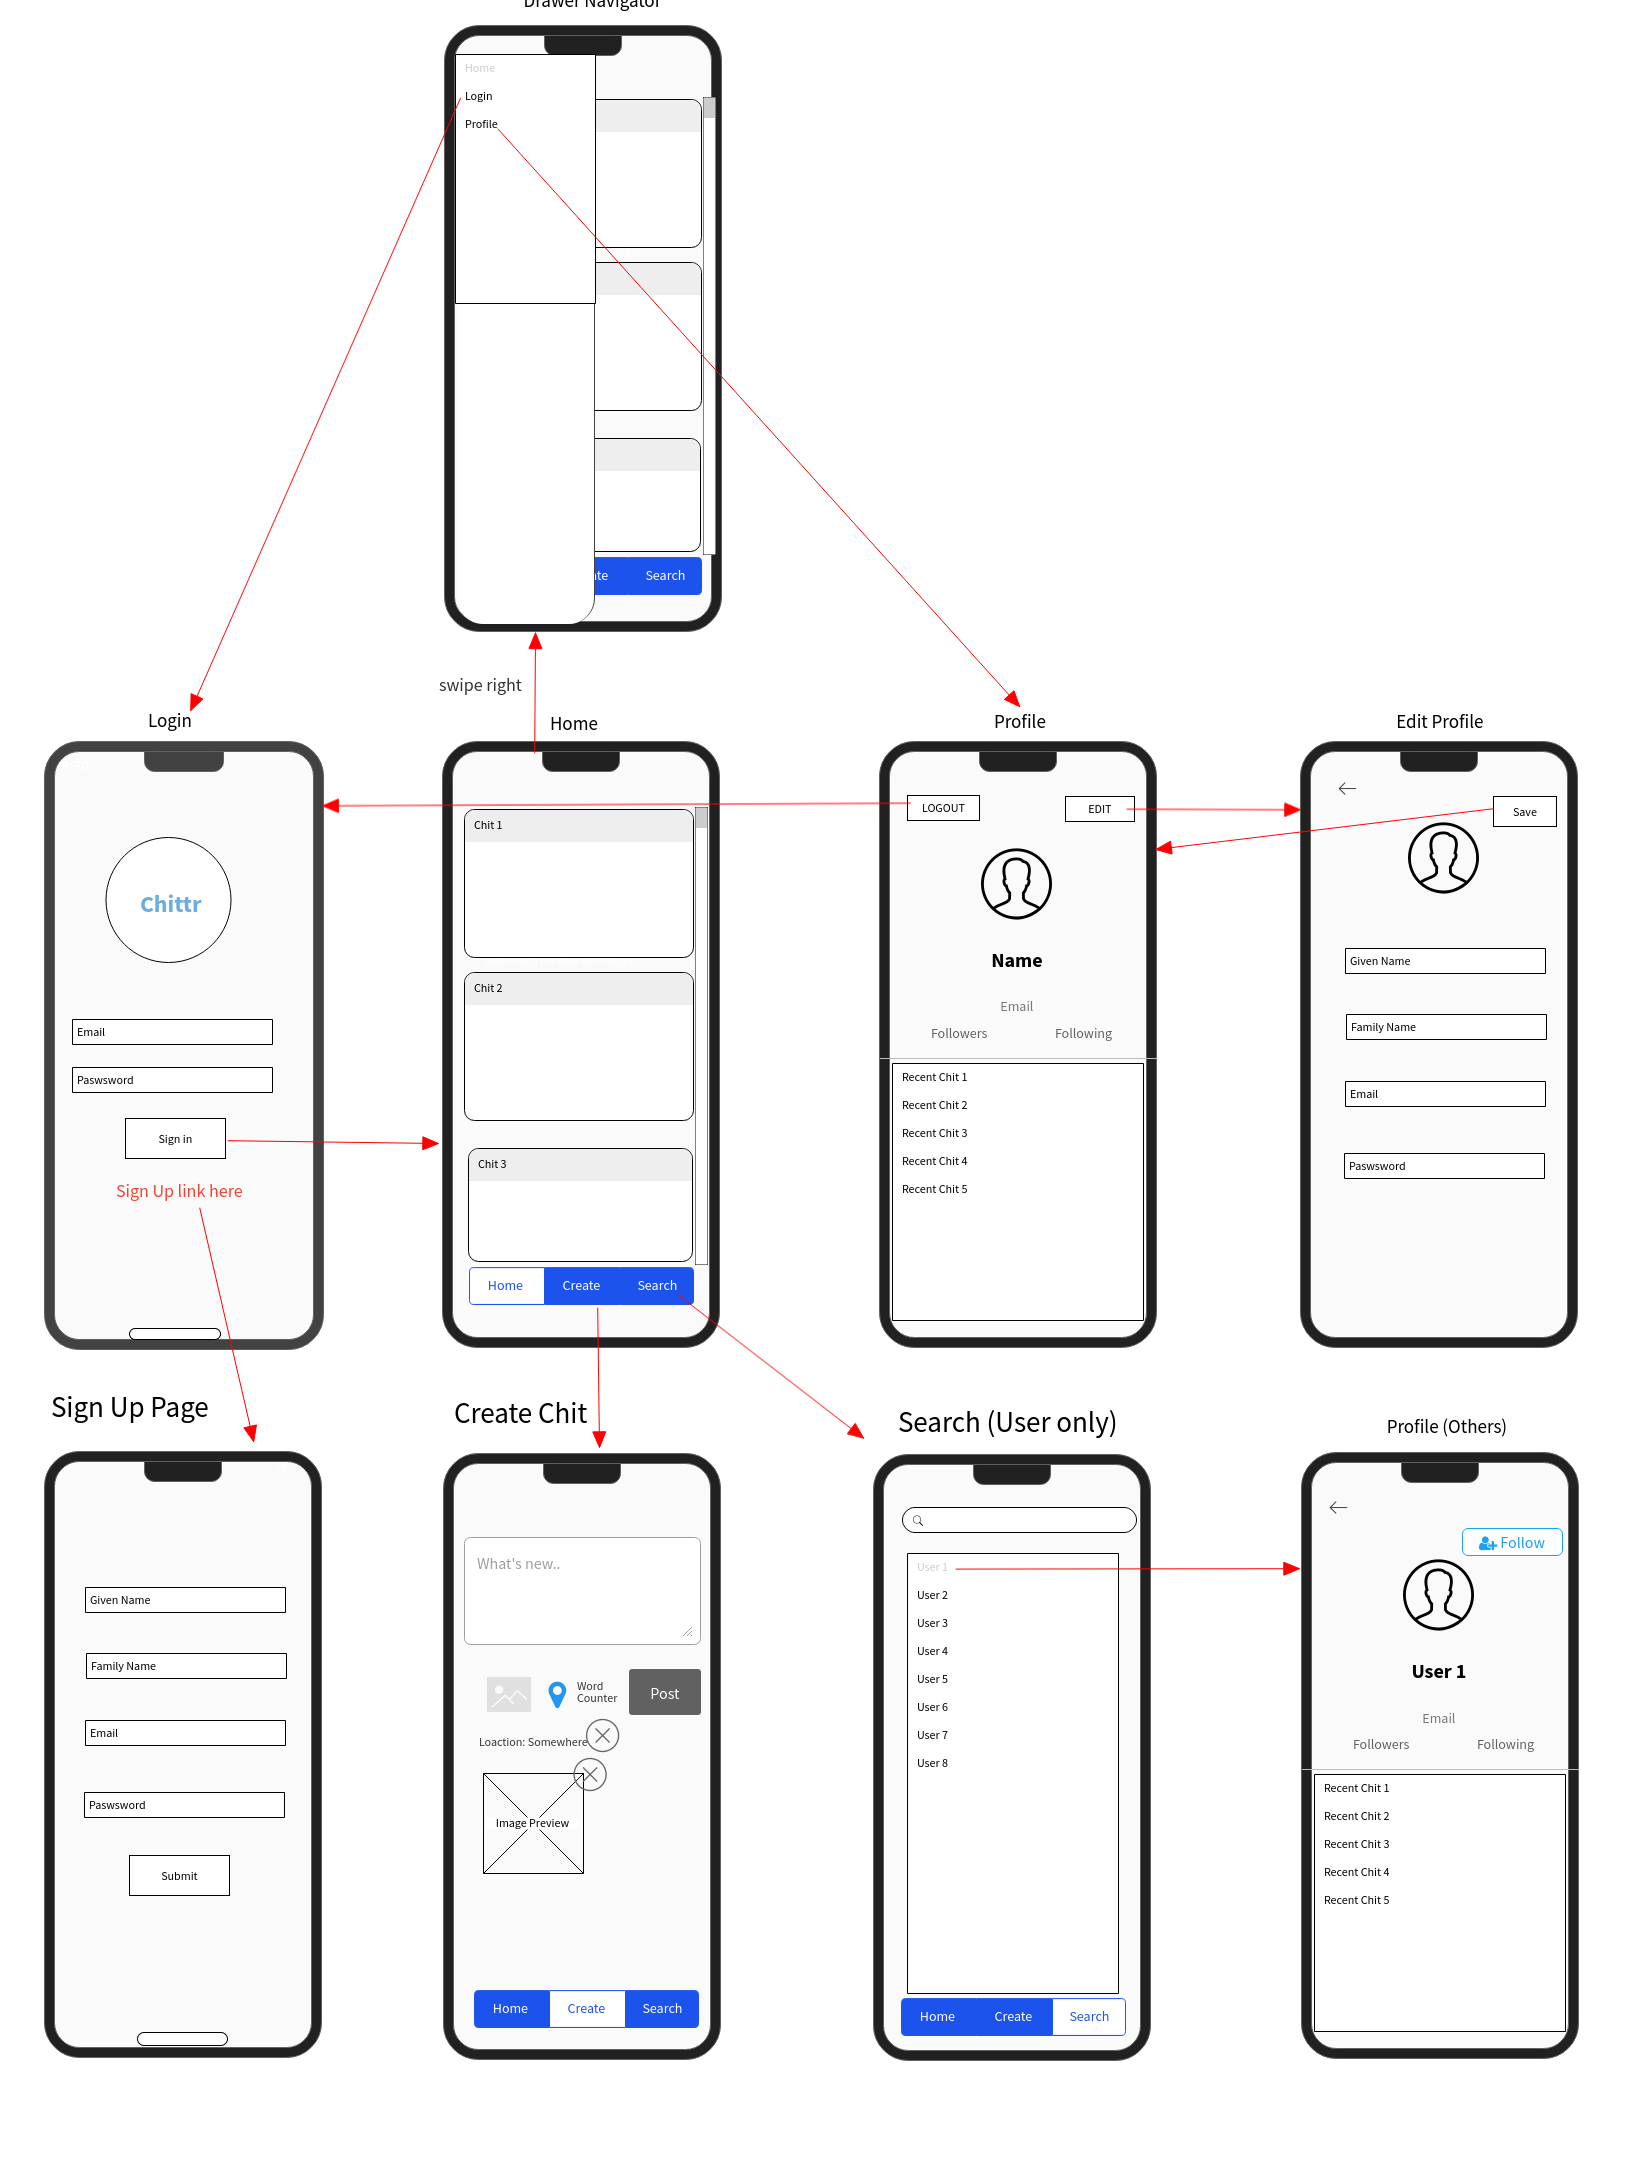 Drawer Navigator
Home
Login
Profile
ate
Search
swipe right
Login
Home
Profile
Edit Profile
Chittr
Email
Paswsword
Sign in
Sign Up link here
Chit 1
Chit 2
Chit 3
Home
Create
Search
LOGOUT
EDIT
Name
Email
Followers
Following
Recent Chit 1
Recent Chit 2
Recent Chit 3
Recent Chit 4
Recent Chit 5
Save
Given Name
Family Name
Email
Paswsword
Sign Up Page
Create Chit
Search (User only)
Profile (Others)
Given Name
Family Name
Email
Paswsword
Submit
What's new..
Word
Counter
Post
Loaction: Somewhere
Image Preview
Home
Create
Search
User 1
User 2
User 3
User 4
User 5
User 6
User 7
User 8
Home
Create
Search
Follow
User 1
Email
Followers
Following
Recent Chit 1
Recent Chit 2
Recent Chit 3
Recent Chit 4
Recent Chit 5